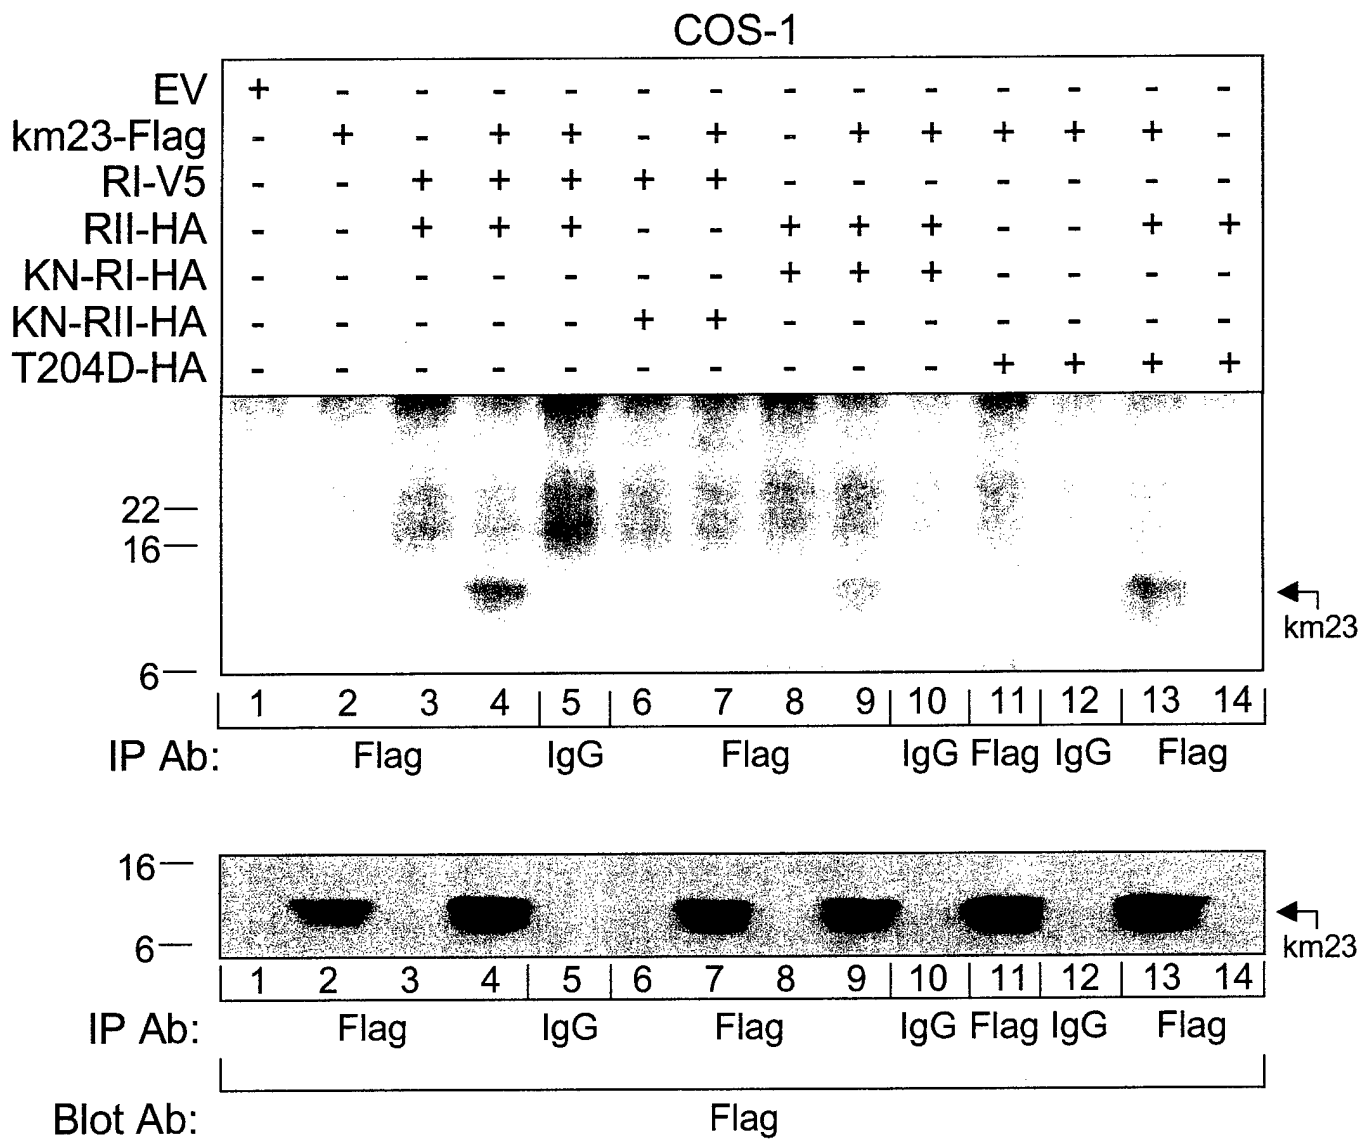 COS-1
EV + - - - - - - - - - - - - -
km23-Flag - + - + + - + - + + + + + -
RI-V5 - - + + + + + - - - - - - -
RII-HA - - + + + - - + + + - - + +
KN-RI-HA - - - - - - - + + + - - - -
KN-RII-HA - - - - - + + - - - - - - -
T204D-HA - - - - - - - - - - + + + +
22
16
km23
6
1 2 3 4 5 6 7 8 9 10 11 12 13 14
IP Ab: Flag IgG Flag IgG Flag IgG Flag
16
km23
6
1 2 3 4 5 6 7 8 9 10 11 12 13 14
IP Ab: Flag IgG Flag IgG Flag IgG Flag
Blot Ab: Flag